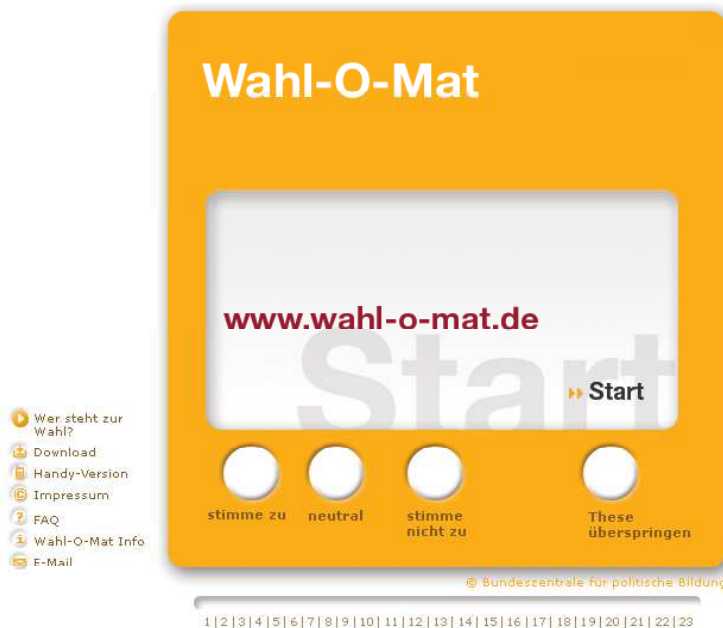 Wahl-O-Mat
www.wahl-o-mat.de
Start
Start
Wer steht zur
Wahl?
Download
Handy-Version
Impressum
FAQ
Wahl-O-Mat Info
E-Mail
stimme zu
neutral
stimme
nicht zu
These
überspringen
© Bundeszentrale für politische Bildung
1|2|3|4|5|6|7|8|9|10|11|12|13|14|15|16|17|18|19|20|21|22|23